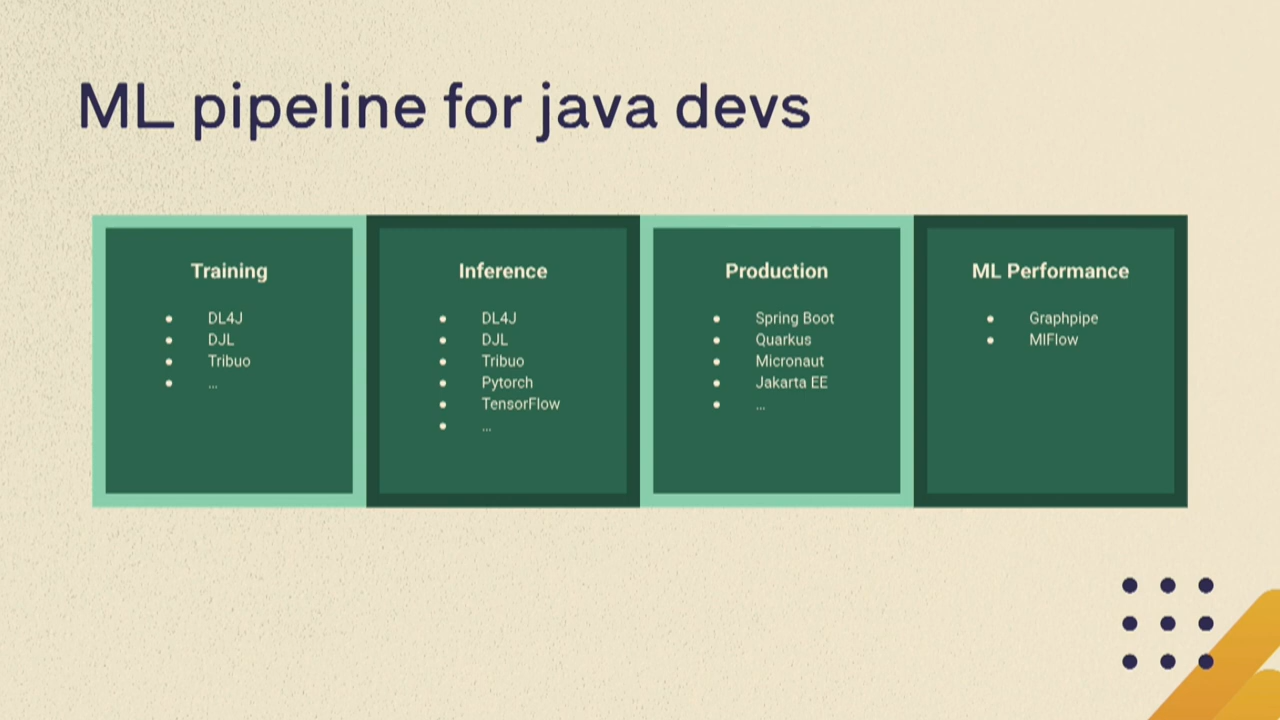 ML pipeline for java devs
Training
• DL4J
• DJL
• Tribuo
• ...
Inference
• DL4J
• DJL
• Tribuo
• Pytorch
• TensorFlow
• ...
Production
• Spring Boot
• Quarkus
• Micronaut
• Jakarta EE
• ...
ML Performance
• Graphpipe
• MlFlow